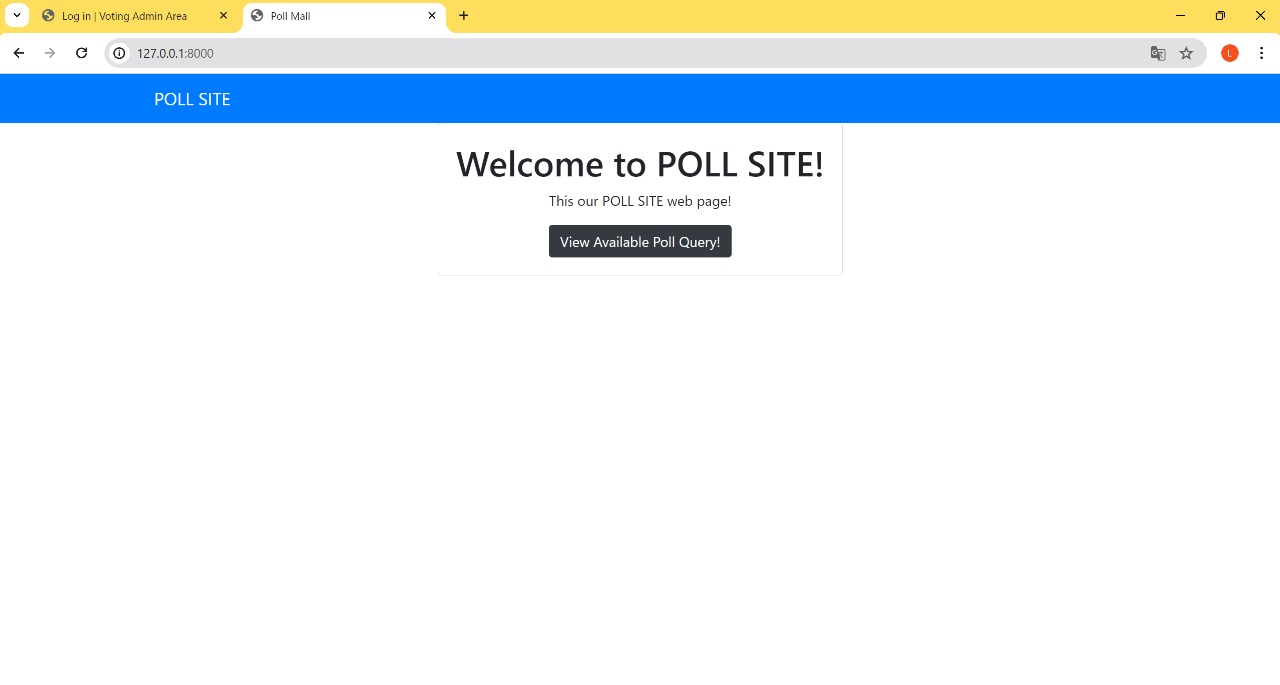 Log in | Voting Admin Area
Poll Mall
127.0.0.1:8000
L
POLL SITE
Welcome to POLL SITE!
This our POLL SITE web page!
View Available Poll Query!